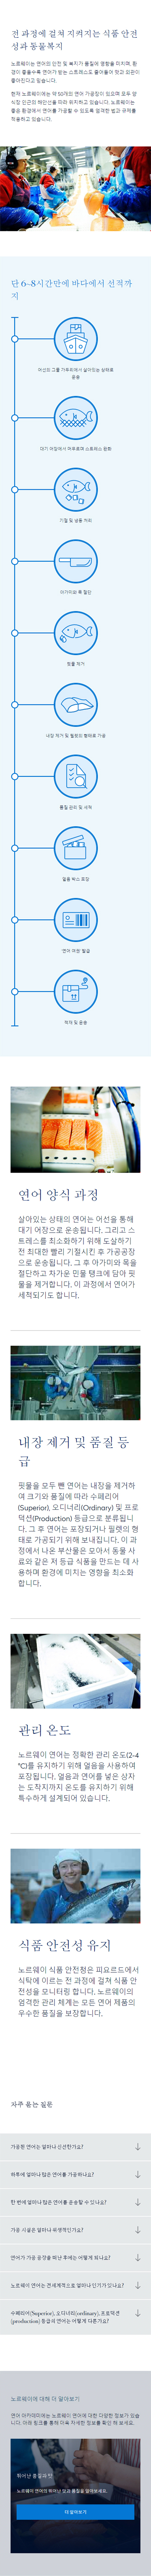 전 과정에 걸쳐 지켜지는 식품 안전
성과 동물복지
노르웨이는 연어의 안전 및 복지가 품질에 영향을 미치며, 환
경이 좋을수록 연어가 받는 스트레스도 줄어들어 맛과 외관이
좋아진다고 믿습니다.
현재 노르웨이에는 약 50개의 연어 가공장이 있으며 모두 양
식장 인근의 해안선을 따라 위치하고 있습니다. 노르웨이는
좋은 환경에서 연어를 가공할 수 있도록 엄격한 법과 규제를
적용하고 있습니다.
단 6–8시간만에 바다에서 선적까
지
어선의 그물 가두리에서 살아있는 상태로
운송
대기 어장에서 하루로며 스트레스 완화
기절 및 냉동 처리
아가미와 목 절단
핏물 제거
내장 제거 및 필렛의 형태로 가공
품질 관리 및 세척
얼음 박스 포장
연어 여권 발급
적재 및 운송
연어 양식 과정
살아있는 상태의 연어는 어선을 통해
대기 어장으로 운송됩니다. 그리고 스
트레스를 최소화하기 위해 도살하기
전 최대한 빨리 기절시킨 후 가공공장
으로 운송됩니다. 그 후 아가미와 목을
절단하고 차가운 민물 탱크에 담아 핏
물을 제거합니다. 이 과정에서 연어가
세척되기도 합니다.
내장 제거 및 품질 등
급
핏물을 모두 뺀 연어는 내장을 제거하
여 크기와 품질에 따라 수페리어
(Superior), 오디너리(Ordinary) 및 프로
덕션(Production) 등급으로 분류됩니
다. 그 후 연어는 포장되거나 필렛의 형
태로 가공되기 위해 보내집니다. 이 과
정에서 나온 부산물은 모아서 동물 사
료와 같은 저 등급 식품을 만드는 데 사
용하며 환경에 미치는 영향을 최소화
합니다.
관리 온도
노르웨이 연어는 정확한 관리 온도(2-4
°C)를 유지하기 위해 얼음을 사용하여
포장됩니다. 얼음과 연어를 넣은 상자
는 도착지까지 온도를 유지하기 위해
특수하게 설계되어 있습니다.
식품 안전성 유지
노르웨이 식품 안전청은 피요르드에서
식탁에 이르는 전 과정에 걸쳐 식품 안
전성을 모니터링 합니다. 노르웨이의
엄격한 관리 체계는 모든 연어 제품의
우수한 품질을 보장합니다.
자주 묻는 질문
가공된 연어는 얼마나 신선한가요?
하루에 얼마나 많은 연어를 가공하나요?
한 번에 얼마나 많은 연어를 운송할 수 있나요?
가공 시설은 얼마나 위생적인가요?
연어가 가공 공장을 떠난 후에는 어떻게 되나요?
노르웨이 연어는 전세계적으로 얼마나 인기가 있나요?
수페리어(Superior), 오디너리(ordinary), 프로덕션
(production) 등급의 연어는 어떻게 다른가요?
노르웨이에 대해 더 알아보기
연어 아카데미에는 노르웨이 연어에 대한 다양한 정보가 있습
니다. 아래 링크를 통해 더욱 자세한 정보를 확인 해 보세요.
뛰어난 품질과 맛
노르웨이 연어의 뛰어난 맛과 품질을 알아보세요.
더 알아보기